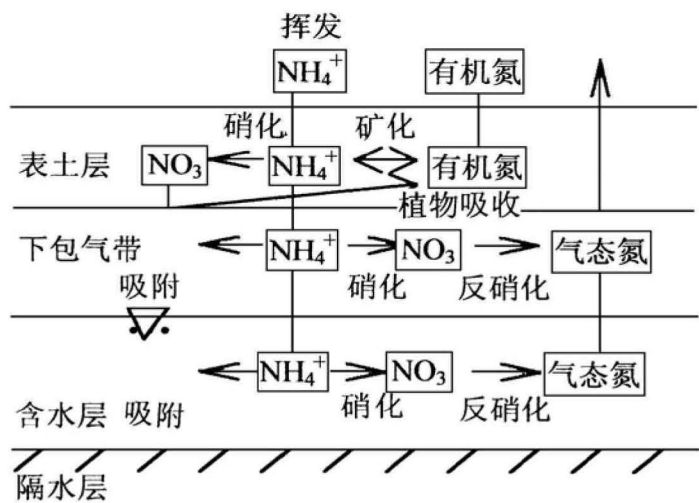 挥发
NH₄⁺ 有机氮
硝化 矿化
表土层 NO₃ NH₄⁺ 有机氮
植物吸收
下包气带 NH₄⁺ NO₃ 气态氮
吸附 硝化 反硝化
NH₄⁺ NO₃ 气态氮
含水层 吸附 硝化 反硝化
隔水层